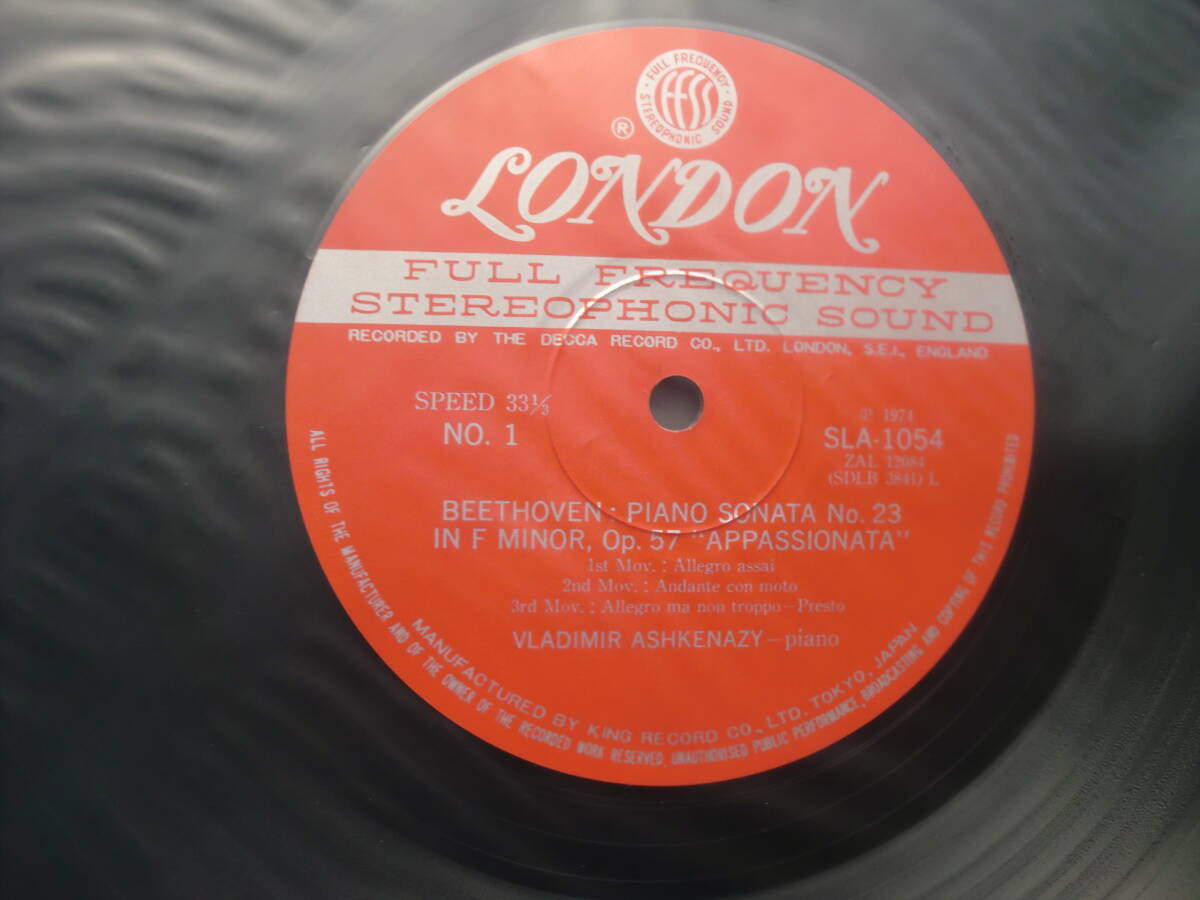 FULL FREQUENCY
STEREOPHONIC SOUND
ffss
®
LONDON
FULL FREQUENCY
STEREOPHONIC SOUND
RECORDED BY THE DECCA RECORD CO., LTD. LONDON, S.E.I., ENGLAND
SPEED 33⅓
NO. 1
℗ 1974
SLA-1054
ZAL 12084
(SDLB 3841) L
BEETHOVEN : PIANO SONATA No. 23
IN F MINOR, Op. 57 "APPASSIONATA"
1st Mov. : Allegro assai
2nd Mov. : Andante con moto
3rd Mov. : Allegro ma non troppo—Presto
VLADIMIR ASHKENAZY—piano
MANUFACTURED BY KING RECORD CO., LTD. TOKYO, JAPAN
ALL RIGHTS OF THE MANUFACTURER AND OF THE OWNER OF THE RECORDED WORK RESERVED, UNAUTHORISED PUBLIC PERFORMANCE, BROADCASTING AND COPYING OF THIS RECORD PROHIBITED